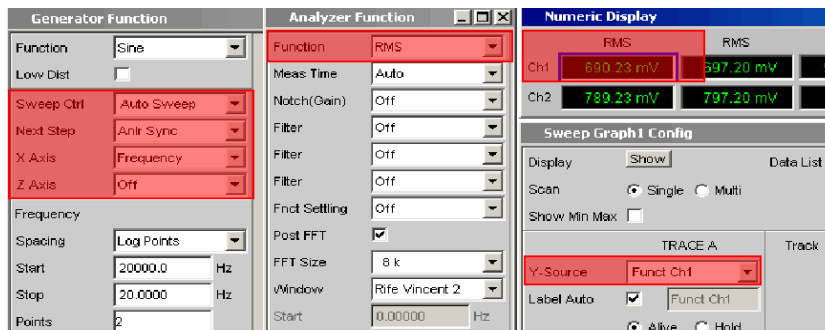 Generator Function
Function Sine
Low Dist
Sweep Ctrl Auto Sweep
Next Step Anlr Sync
X Axis Frequency
Z Axis Off
Frequency
Spacing Log Points
Start 20000.0 Hz
Stop 20.0000 Hz
Points 2
Analyzer Function
Function RMS
Meas Time Auto
Notch(Gain) Off
Filter Off
Filter Off
Filter Off
Fnct Settling Off
Post FFT
FFT Size 8 k
Window Rife Vincent 2
Start 0.00000 Hz
Numeric Display
RMS RMS
Ch1 690.23 mV 697.20 mV
Ch2 789.23 mV 797.20 mV
Sweep Graph1 Config
Display Show Data List
Scan Single Multi
Show Min Max
TRACE A Track
Y-Source Funct Ch1
Label Auto Funct Ch1
Alive Hold